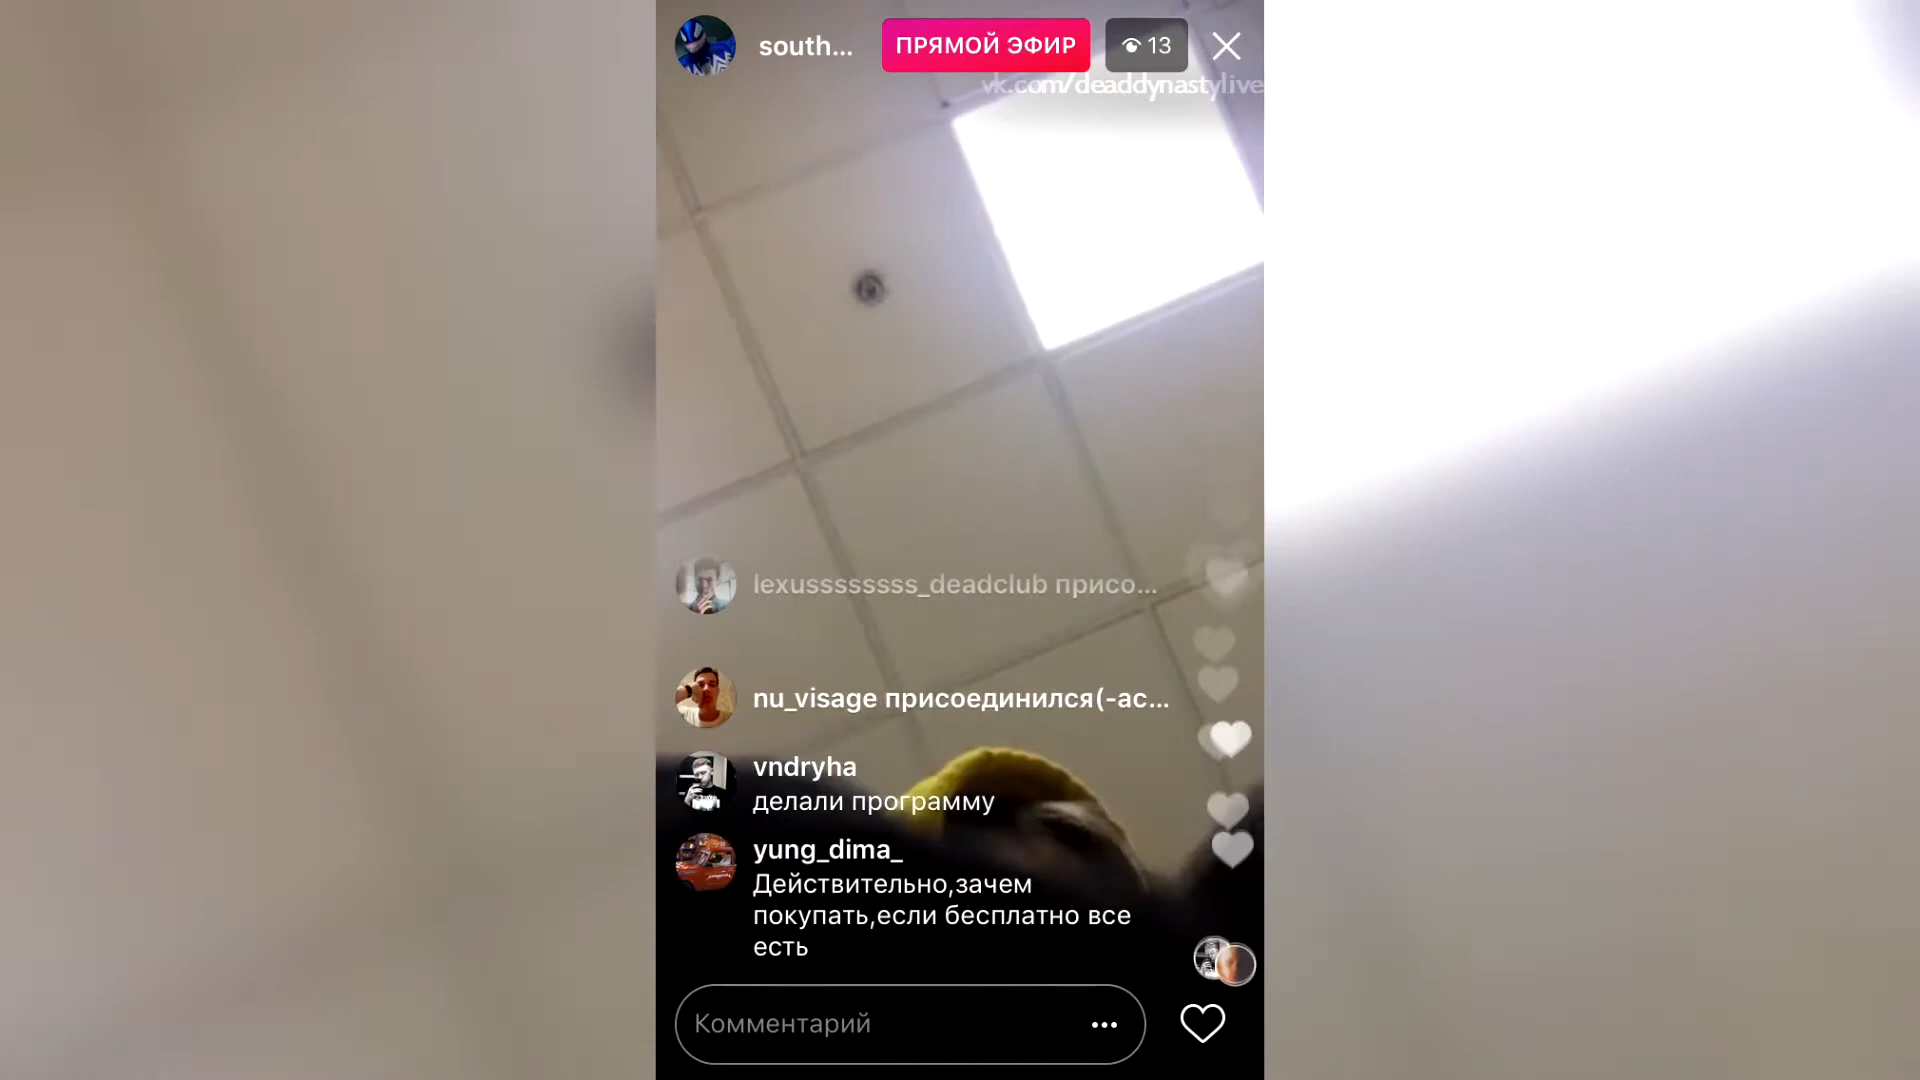 south...
ПРЯМОЙ ЭФИР
13
vk.com/deaddynastylive
lexusssssssss_deadclub присо...
nu_visage присоединился(-ас...
vndryha
делали программу
yung_dima_
Действительно,зачем
покупать,если бесплатно все
есть
Комментарий